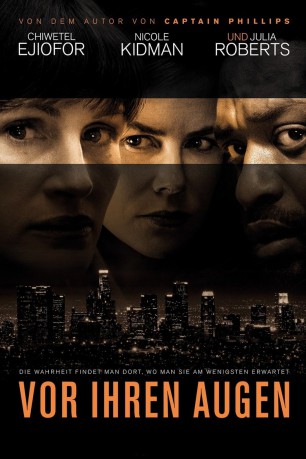 VON DEM AUTOR VON CAPTAIN PHILLIPS
CHIWETEL NICOLE UND JULIA
EJIOFOR KIDMAN ROBERTS
DIE WAHRHEIT FINDET MAN DORT, WO MAN SIE AM WENIGSTEN ERWARTET
VOR IHREN AUGEN